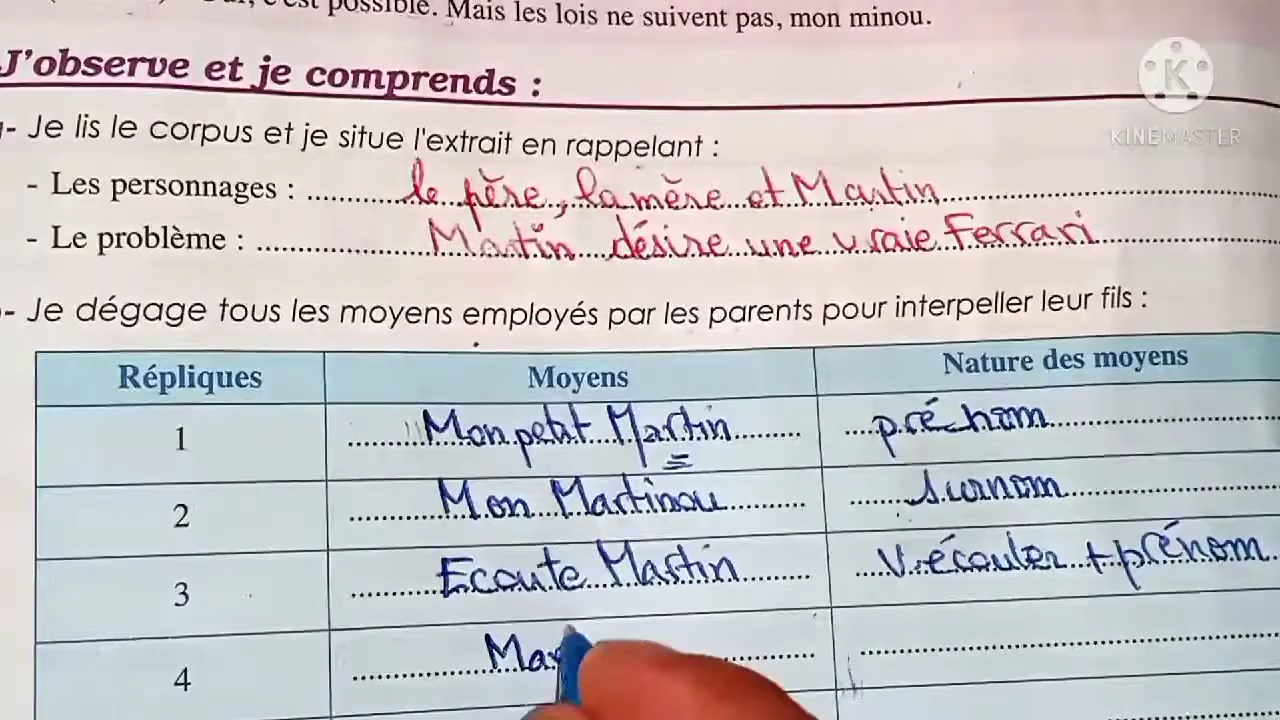 c'est possible. Mais les lois ne suivent pas, mon minou.
J'observe et je comprends :
- Je lis le corpus et je situe l'extrait en rappelant :
- Les personnages : le père, la mère et Martin
- Le problème : Martin désire une vraie Ferrari
- Je dégage tous les moyens employés par les parents pour interpeller leur fils :
Répliques Moyens Nature des moyens
1 Mon petit Martin prénom
2 Mon Martinou surnom
3 Ecoute Martin V. écouter + prénom
4 Mar
KINEMASTER